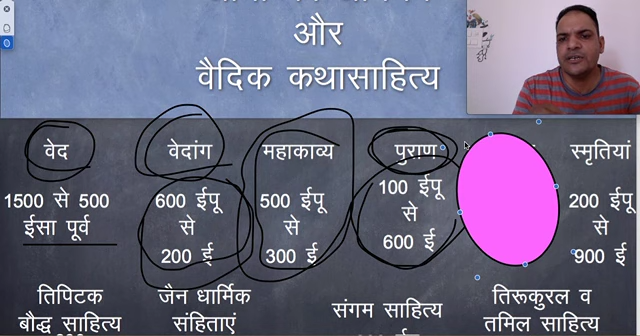 और
वैदिक कथासाहित्य
वेद वेदांग महाकाव्य पुराण स्मृतियां
1500 से 500 600 ईपू 500 ईपू 100 ईपू 200 ईपू
ईसा पूर्व से से से से
200 ई 300 ई 600 ई 900 ई
तिपिटक जैन धार्मिक संगम साहित्य तिरूकुरल व
बौद्ध साहित्य संहिताएं तमिल साहित्य